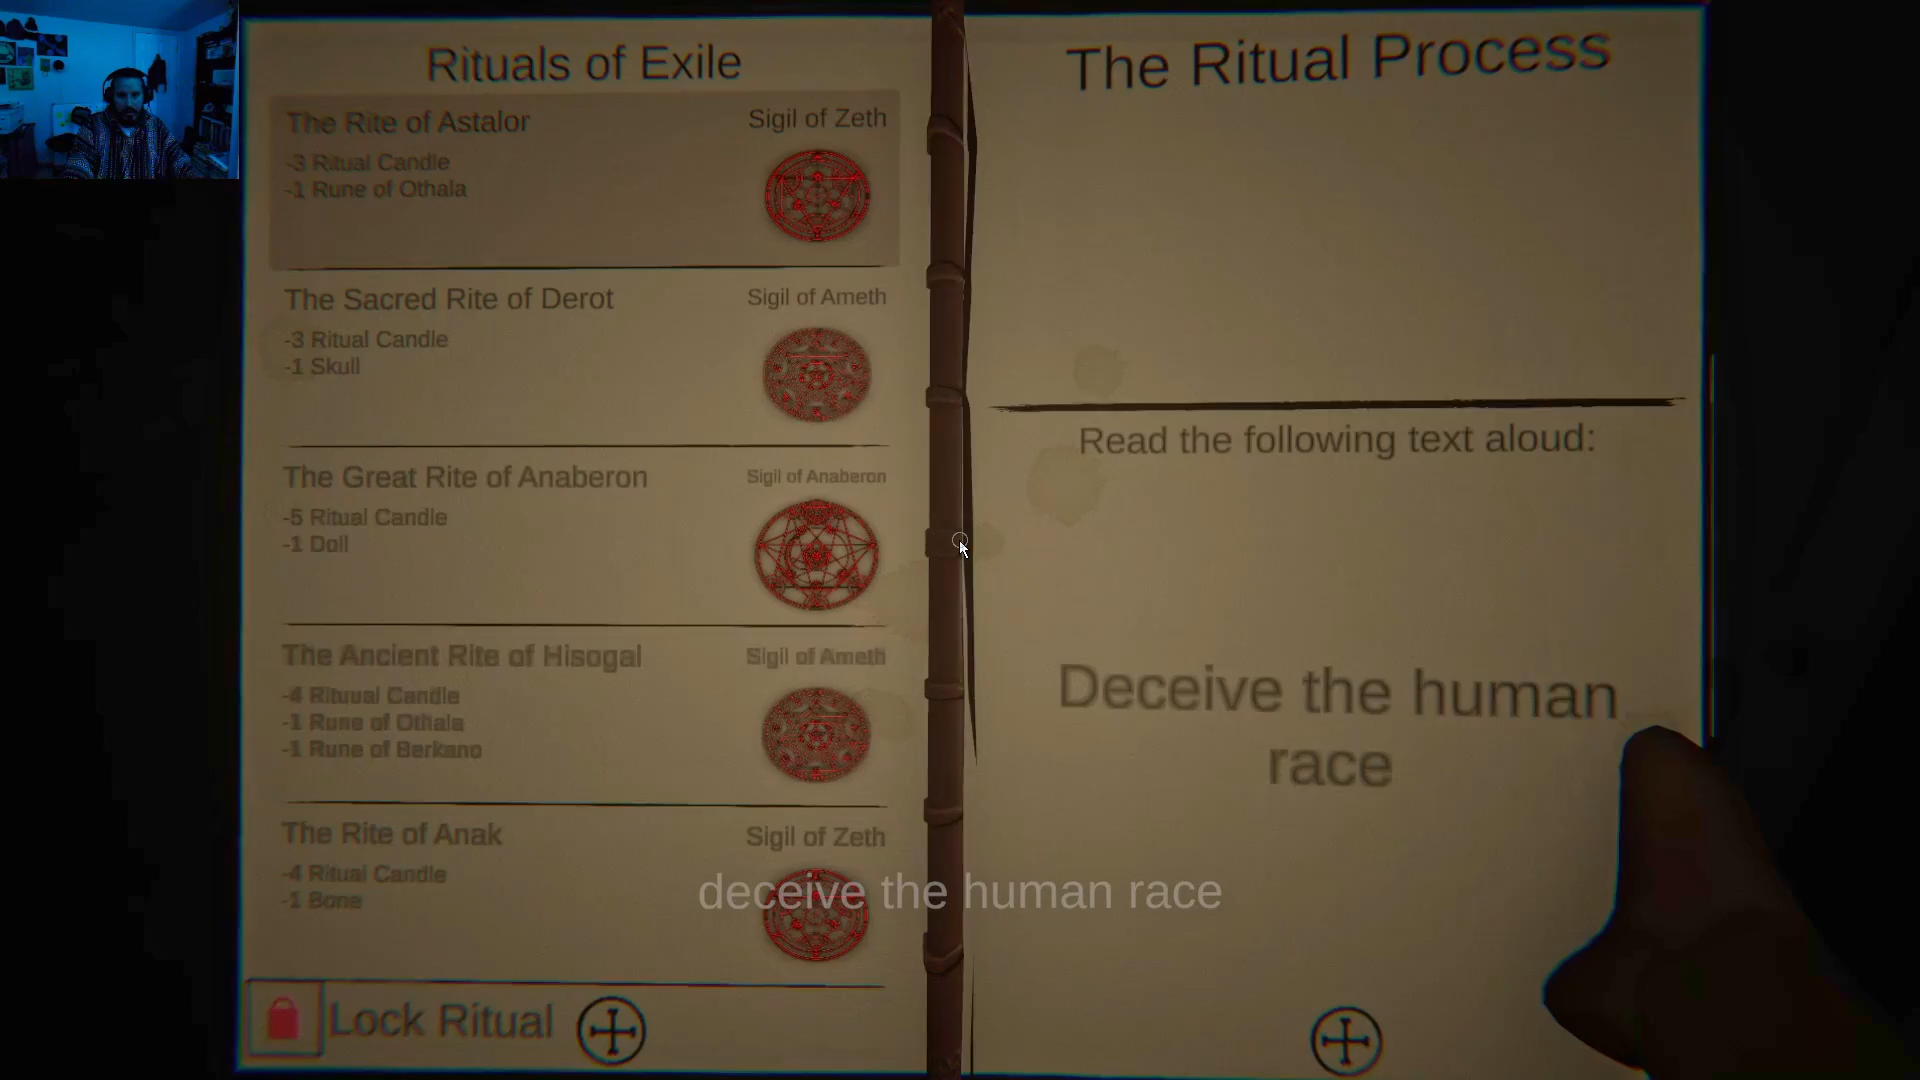 Rituals of Exile
The Rite of Astalor
Sigil of Zeth
-3 Ritual Candle
-1 Rune of Othala
The Sacred Rite of Derot
Sigil of Ameth
-3 Ritual Candle
-1 Skull
The Great Rite of Anaberon
Sigil of Anaberon
-5 Ritual Candle
-1 Doll
The Ancient Rite of Hisogal
Sigil of Ameth
-4 Rituual Candle
-1 Rune of Othala
-1 Rune of Berkano
The Rite of Anak
Sigil of Zeth
-4 Ritual Candle
-1 Bone
Lock Ritual
The Ritual Process
Read the following text aloud:
Deceive the human
race
deceive the human race